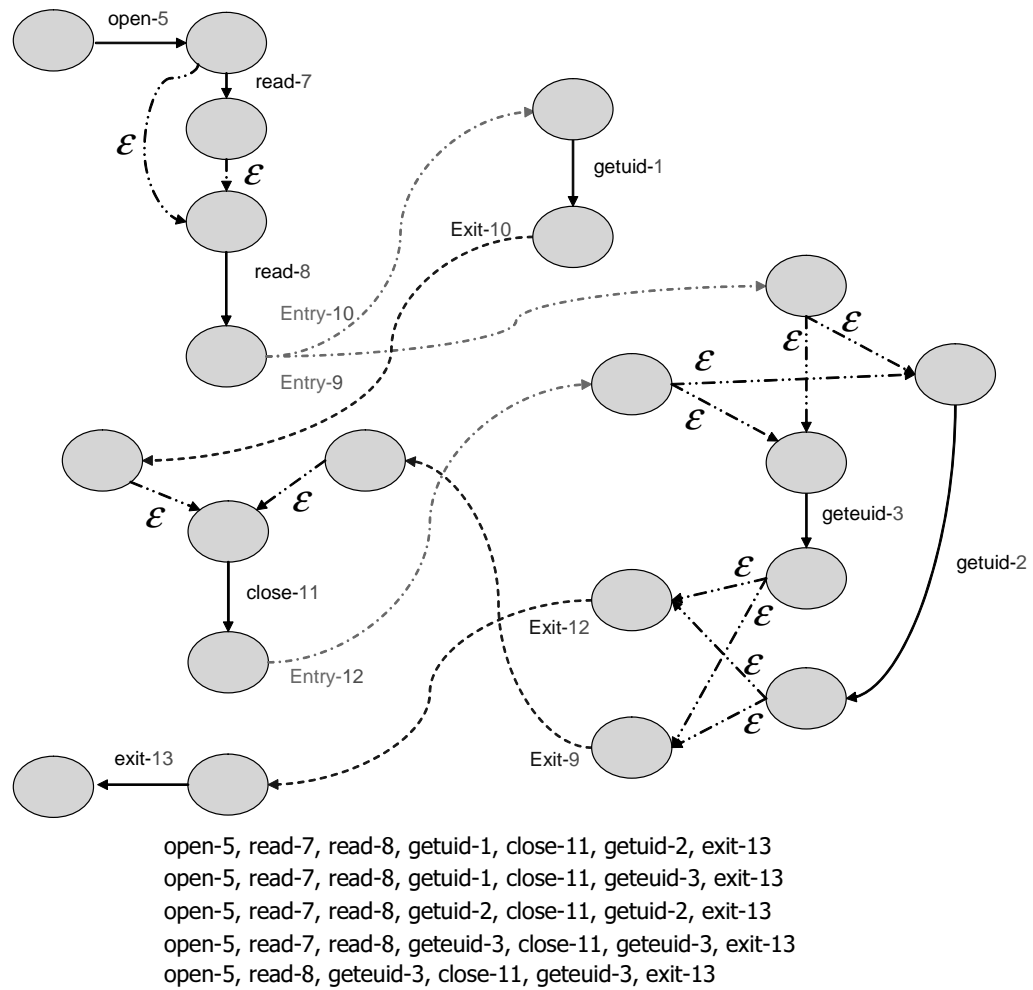 open-5
read-7
ε
ε
getuid-1
Exit-10
read-8
Entry-10
Entry-9
ε
ε
ε
ε
ε
ε
geteuid-3
getuid-2
close-11
ε
ε
Exit-12
Entry-12
ε
ε
Exit-9
exit-13
open-5, read-7, read-8, getuid-1, close-11, getuid-2, exit-13
open-5, read-7, read-8, getuid-1, close-11, geteuid-3, exit-13
open-5, read-7, read-8, getuid-2, close-11, getuid-2, exit-13
open-5, read-7, read-8, geteuid-3, close-11, geteuid-3, exit-13
open-5, read-8, geteuid-3, close-11, geteuid-3, exit-13